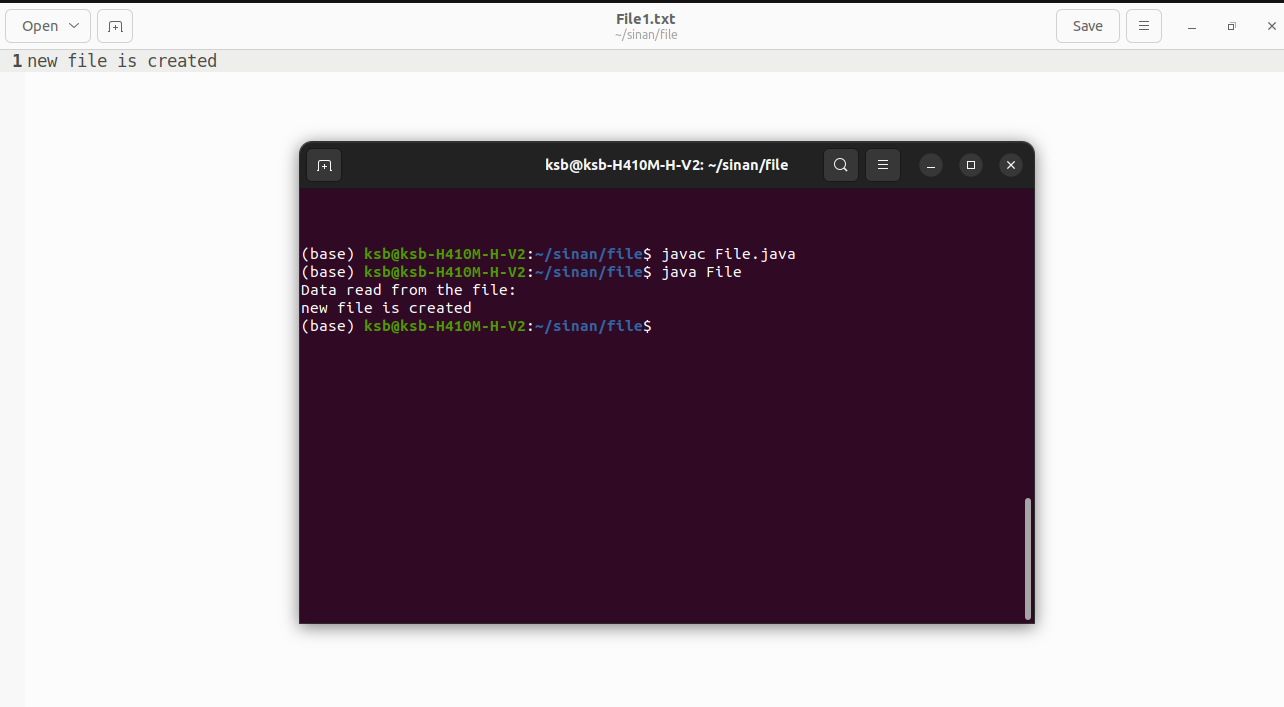 Open
File1.txt
~/sinan/file
Save
1 new file is created
ksb@ksb-H410M-H-V2: ~/sinan/file
(base) ksb@ksb-H410M-H-V2:~/sinan/file$ javac File.java
(base) ksb@ksb-H410M-H-V2:~/sinan/file$ java File
Data read from the file:
new file is created
(base) ksb@ksb-H410M-H-V2:~/sinan/file$